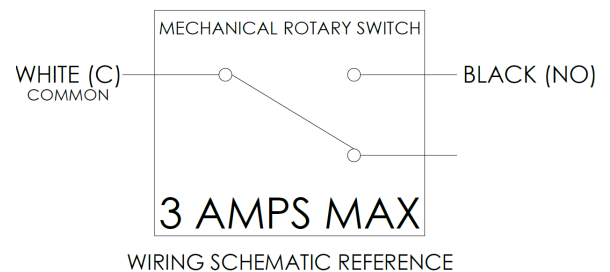 MECHANICAL ROTARY SWITCH
WHITE (C)
COMMON
BLACK (NO)
3 AMPS MAX
WIRING SCHEMATIC REFERENCE